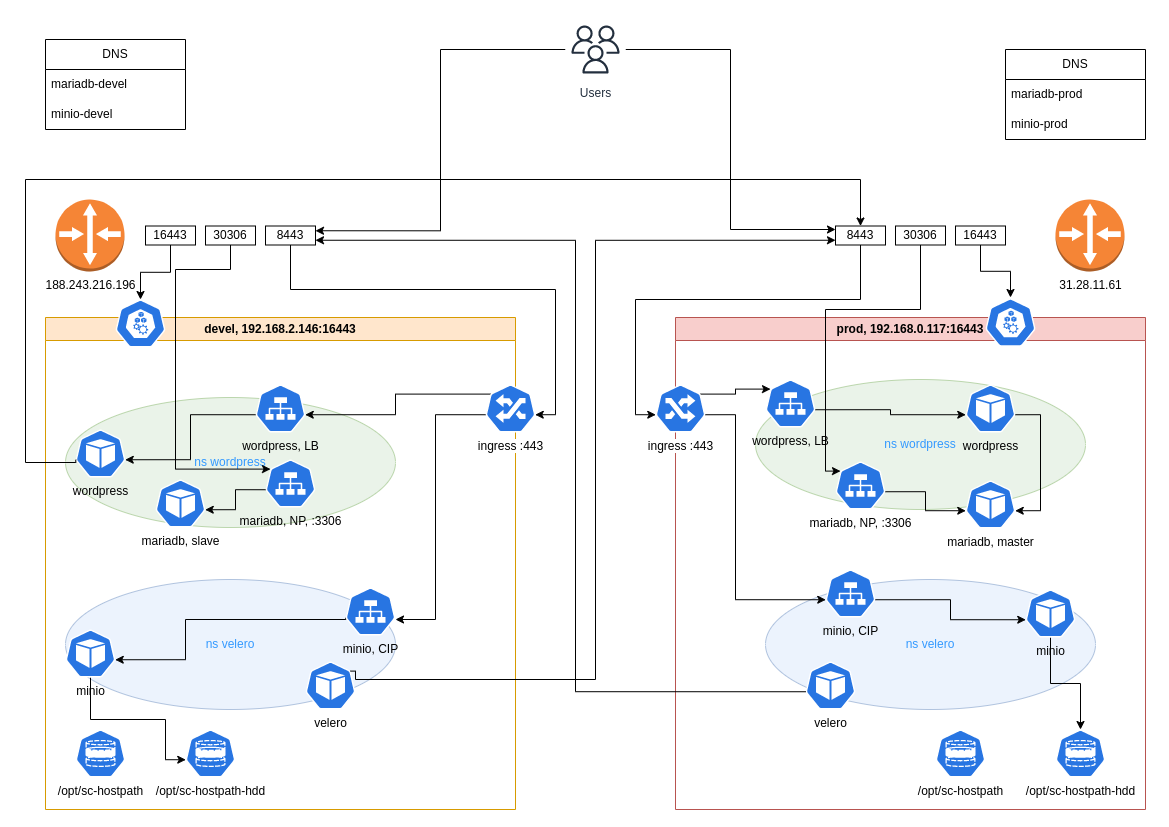 DNS
mariadb-devel
minio-devel
Users
DNS
mariadb-prod
minio-prod
188.243.216.196
16443
30306
8443
8443
30306
16443
31.28.11.61
devel, 192.168.2.146:16443
prod, 192.168.0.117:16443
wordpress, LB
ingress :443
ns wordpress
wordpress
mariadb, NP, :3306
mariadb, slave
ingress :443
wordpress, LB
ns wordpress
wordpress
mariadb, NP, :3306
mariadb, master
ns velero
minio, CIP
minio
velero
/opt/sc-hostpath
/opt/sc-hostpath-hdd
minio, CIP
ns velero
minio
velero
/opt/sc-hostpath
/opt/sc-hostpath-hdd